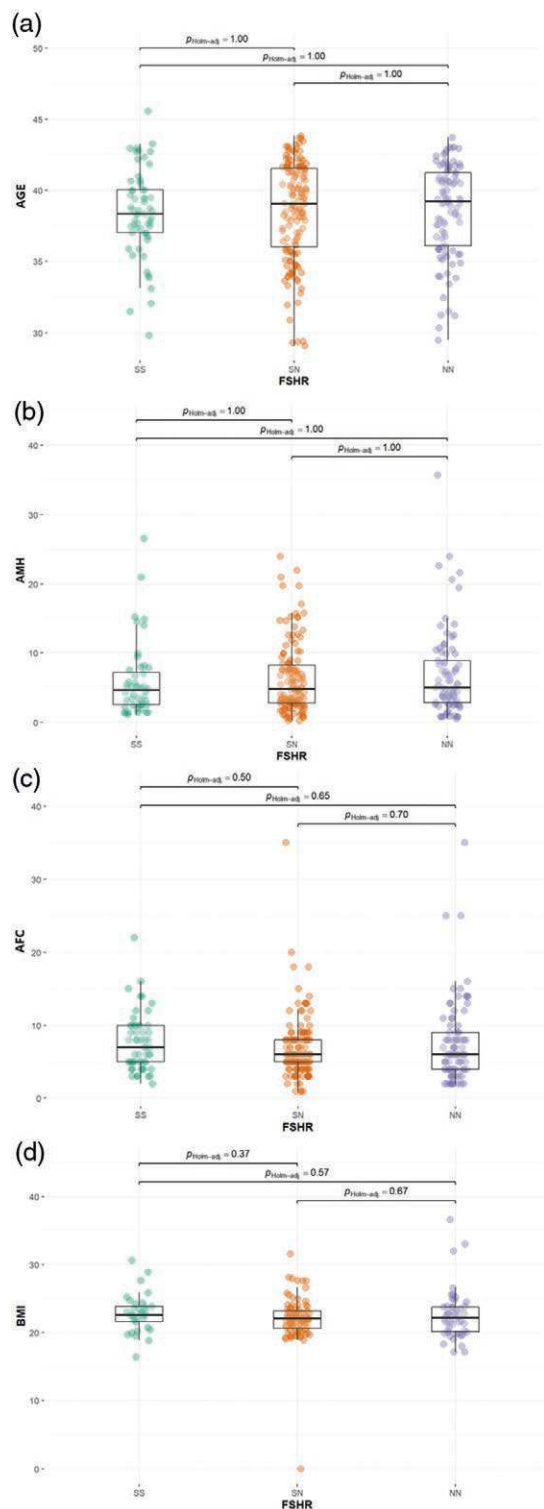 (a)
pHolm-adj. = 1.00
pHolm-adj. = 1.00
pHolm-adj. = 1.00
50
45
40
35
30
AGE
SS SN NN
FSHR
(b)
pHolm-adj. = 1.00
pHolm-adj. = 1.00
pHolm-adj. = 1.00
40
30
20
10
0
AMH
SS SN NN
FSHR
(c)
pHolm-adj. = 0.50
pHolm-adj. = 0.65
pHolm-adj. = 0.70
40
30
20
10
0
AFC
SS SN NN
FSHR
(d)
pHolm-adj. = 0.37
pHolm-adj. = 0.57
pHolm-adj. = 0.67
40
30
20
10
0
BMI
SS SN NN
FSHR